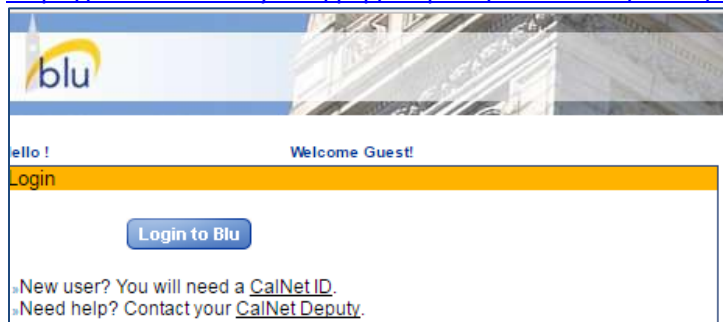 blu
ello !
Welcome Guest!
Login
Login to Blu
»New user? You will need a CalNet ID.
»Need help? Contact your CalNet Deputy.